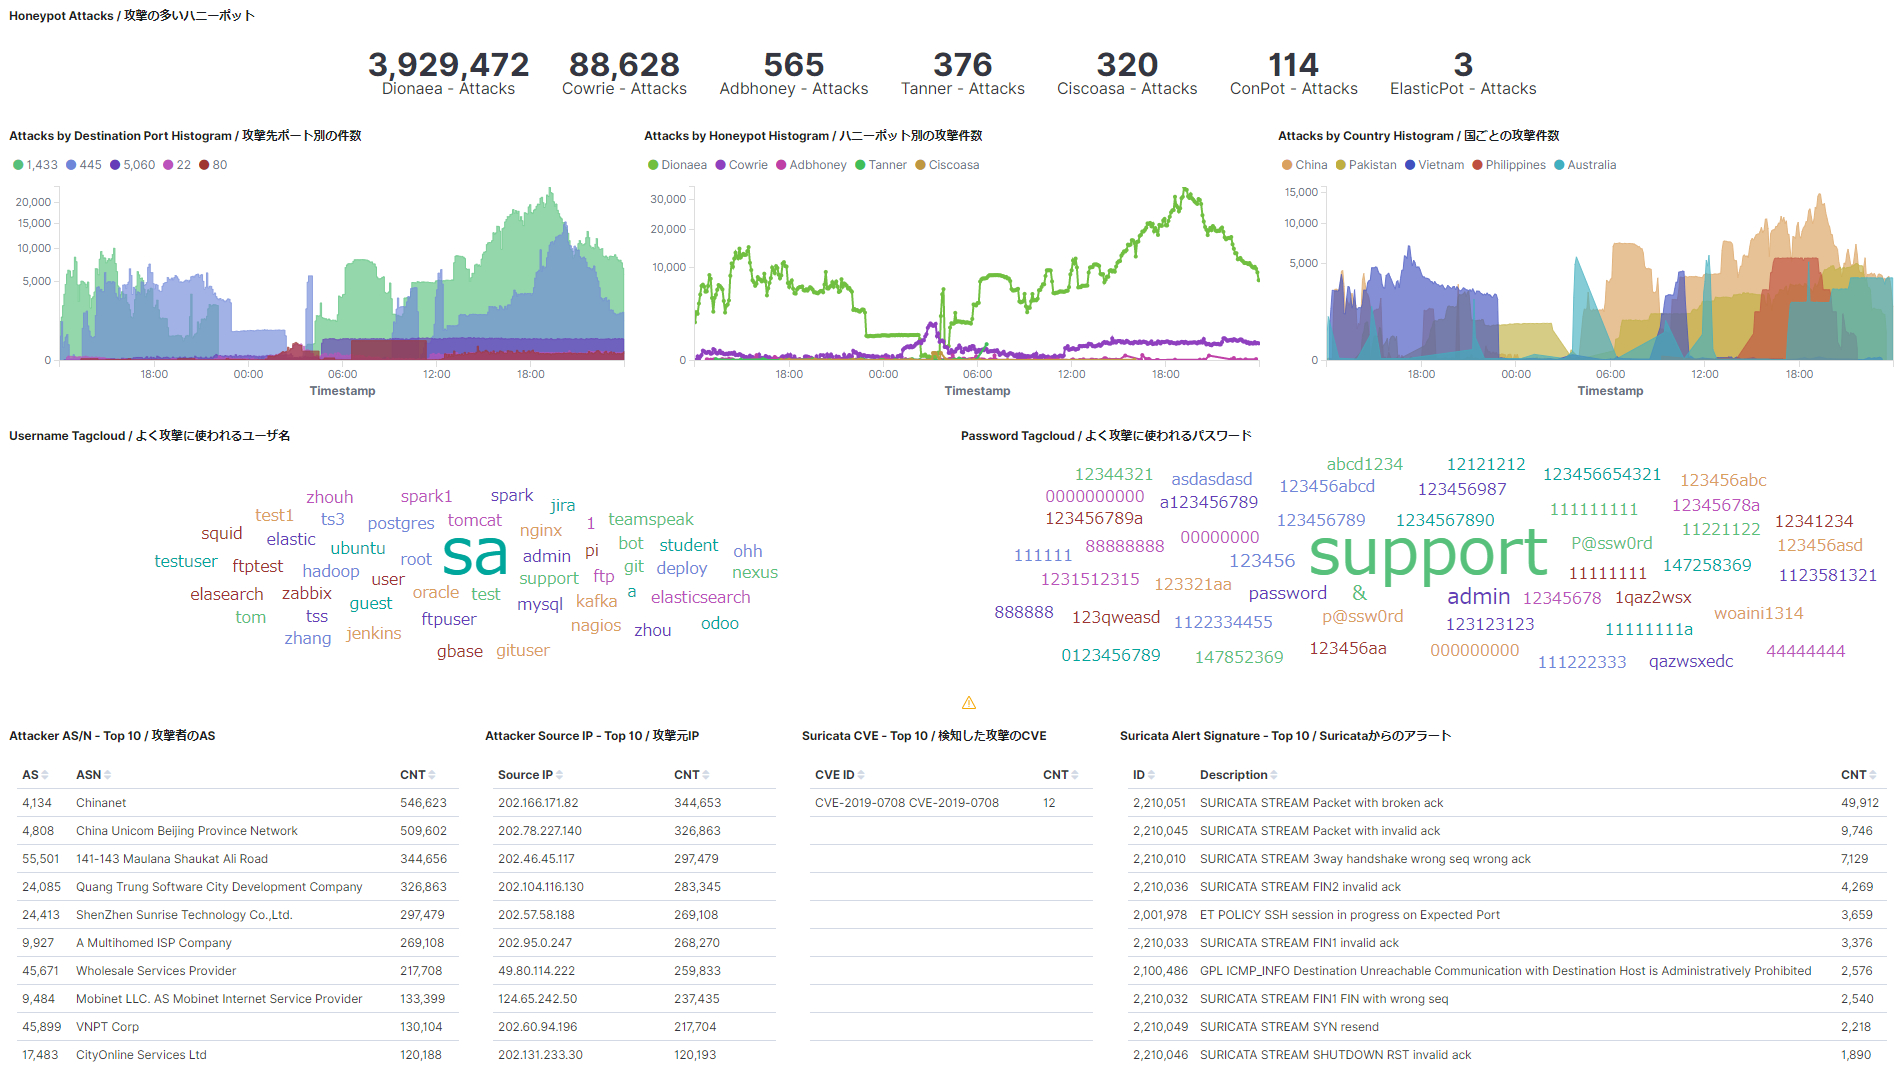 Honeypot Attacks / 攻撃の多いハニーポット
3,929,472 88,628 565 376 320 114 3
Dionaea - Attacks Cowrie - Attacks Adbhoney - Attacks Tanner - Attacks Ciscoasa - Attacks ConPot - Attacks ElasticPot - Attacks
Attacks by Destination Port Histogram / 攻撃先ポート別の件数
1,433 445 5,060 22 80
20,000
15,000
10,000
5,000
0
18:00 00:00 06:00 12:00 18:00
Timestamp
Attacks by Honeypot Histogram / ハニーポット別の攻撃件数
Dionaea Cowrie Adbhoney Tanner Ciscoasa
30,000
20,000
10,000
0
18:00 00:00 06:00 12:00 18:00
Timestamp
Attacks by Country Histogram / 国ごとの攻撃件数
China Pakistan Vietnam Philippines Australia
15,000
10,000
5,000
0
18:00 00:00 06:00 12:00 18:00
Timestamp
Username Tagcloud / よく攻撃に使われるユーザ名
zhouh spark1 spark jira
test1 ts3 postgres tomcat nginx 1 teamspeak
squid elastic ubuntu root sa admin pi bot student ohh
testuser ftptest hadoop user support ftp git deploy nexus
elasearch zabbix guest oracle test mysql kafka a elasticsearch
tom tss ftpuser nagios zhou odoo
zhang jenkins gbase gituser
Password Tagcloud / よく攻撃に使われるパスワード
12344321 asdasdasd abcd1234 12121212 123456654321 123456abc
0000000000 a123456789 123456abcd 123456987 12345678a
123456789a 00000000 123456789 1234567890 111111111 11221122 12341234
111111 88888888 123456 support P@ssw0rd 123456asd
1231512315 123321aa password & admin 12345678 11111111 147258369 1123581321
888888 123qweasd 1122334455 p@ssw0rd 123123123 1qaz2wsx woaini1314
0123456789 147852369 123456aa 000000000 111222333 11111111a qazwsxedc 44444444
Attacker AS/N - Top 10 / 攻撃者のAS
AS ASN CNT
4,134 Chinanet 546,623
4,808 China Unicom Beijing Province Network 509,602
55,501 141-143 Maulana Shaukat Ali Road 344,656
24,085 Quang Trung Software City Development Company 326,863
24,413 ShenZhen Sunrise Technology Co.,Ltd. 297,479
9,927 A Multihomed ISP Company 269,108
45,671 Wholesale Services Provider 217,708
9,484 Mobinet LLC. AS Mobinet Internet Service Provider 133,399
45,899 VNPT Corp 130,104
17,483 CityOnline Services Ltd 120,188
Attacker Source IP - Top 10 / 攻撃元IP
Source IP CNT
202.166.171.82 344,653
202.78.227.140 326,863
202.46.45.117 297,479
202.104.116.130 283,345
202.57.58.188 269,108
202.95.0.247 268,270
49.80.114.222 259,833
124.65.242.50 237,435
202.60.94.196 217,704
202.131.233.30 120,193
Suricata CVE - Top 10 / 検知した攻撃のCVE
CVE ID CNT
CVE-2019-0708 CVE-2019-0708 12
Suricata Alert Signature - Top 10 / Suricataからのアラート
ID Description CNT
2,210,051 SURICATA STREAM Packet with broken ack 49,912
2,210,045 SURICATA STREAM Packet with invalid ack 9,746
2,210,010 SURICATA STREAM 3way handshake wrong seq wrong ack 7,129
2,210,036 SURICATA STREAM FIN2 invalid ack 4,269
2,001,978 ET POLICY SSH session in progress on Expected Port 3,659
2,210,033 SURICATA STREAM FIN1 invalid ack 3,376
2,100,486 GPL ICMP_INFO Destination Unreachable Communication with Destination Host is Administratively Prohibited 2,576
2,210,032 SURICATA STREAM FIN1 FIN with wrong seq 2,540
2,210,049 SURICATA STREAM SYN resend 2,218
2,210,046 SURICATA STREAM SHUTDOWN RST invalid ack 1,890